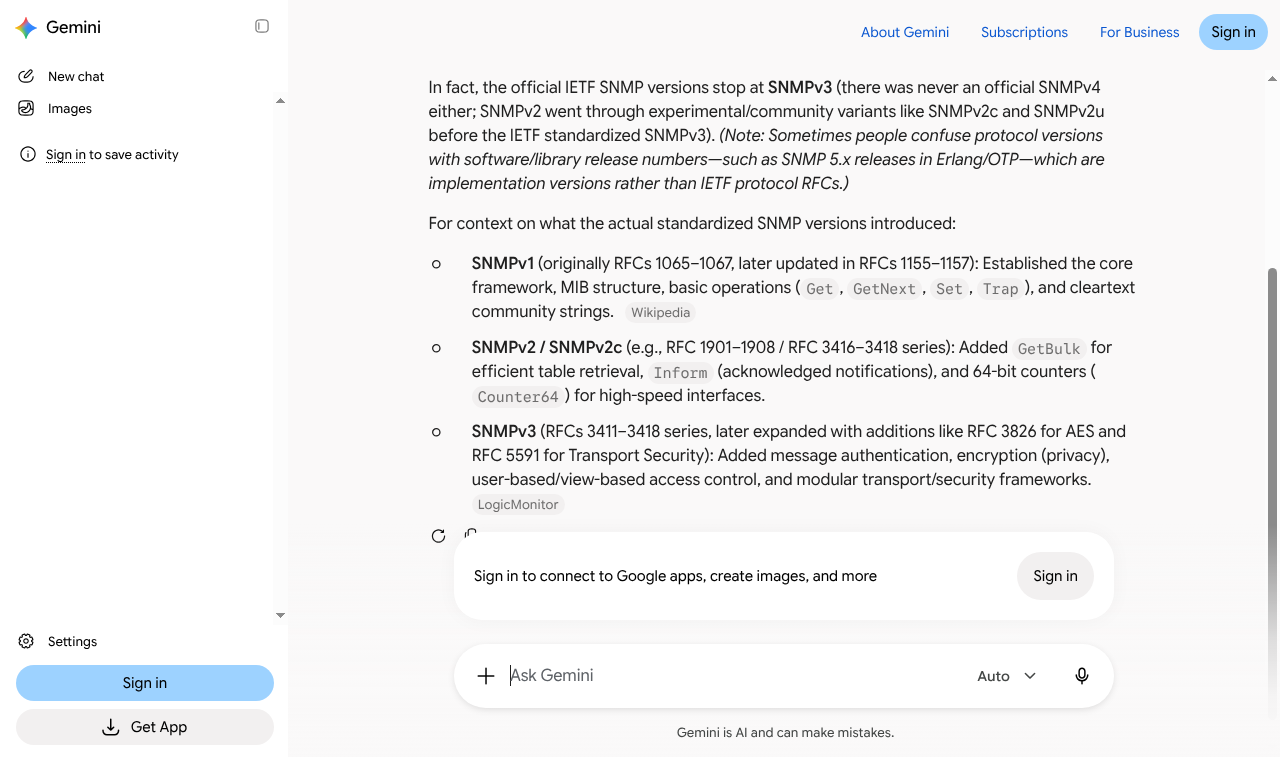 Gemini
About Gemini
Subscriptions
For Business
Sign in
New chat
Images
Sign in to save activity
In fact, the official IETF SNMP versions stop at SNMPv3 (there was never an official SNMPv4
either; SNMPv2 went through experimental/community variants like SNMPv2c and SNMPv2u
before the IETF standardized SNMPv3). (Note: Sometimes people confuse protocol versions
with software/library release numbers—such as SNMP 5.x releases in Erlang/OTP—which are
implementation versions rather than IETF protocol RFCs.)
For context on what the actual standardized SNMP versions introduced:
SNMPv1 (originally RFCs 1065–1067, later updated in RFCs 1155–1157): Established the core
framework, MIB structure, basic operations ( Get , GetNext , Set , Trap ), and cleartext
community strings. Wikipedia
SNMPv2 / SNMPv2c (e.g., RFC 1901–1908 / RFC 3416–3418 series): Added GetBulk for
efficient table retrieval, Inform (acknowledged notifications), and 64-bit counters (
Counter64 ) for high-speed interfaces.
SNMPv3 (RFCs 3411–3418 series, later expanded with additions like RFC 3826 for AES and
RFC 5591 for Transport Security): Added message authentication, encryption (privacy),
user-based/view-based access control, and modular transport/security frameworks.
LogicMonitor
Sign in to connect to Google apps, create images, and more
Sign in
Settings
Sign in
Get App
Ask Gemini
Auto
Gemini is AI and can make mistakes.